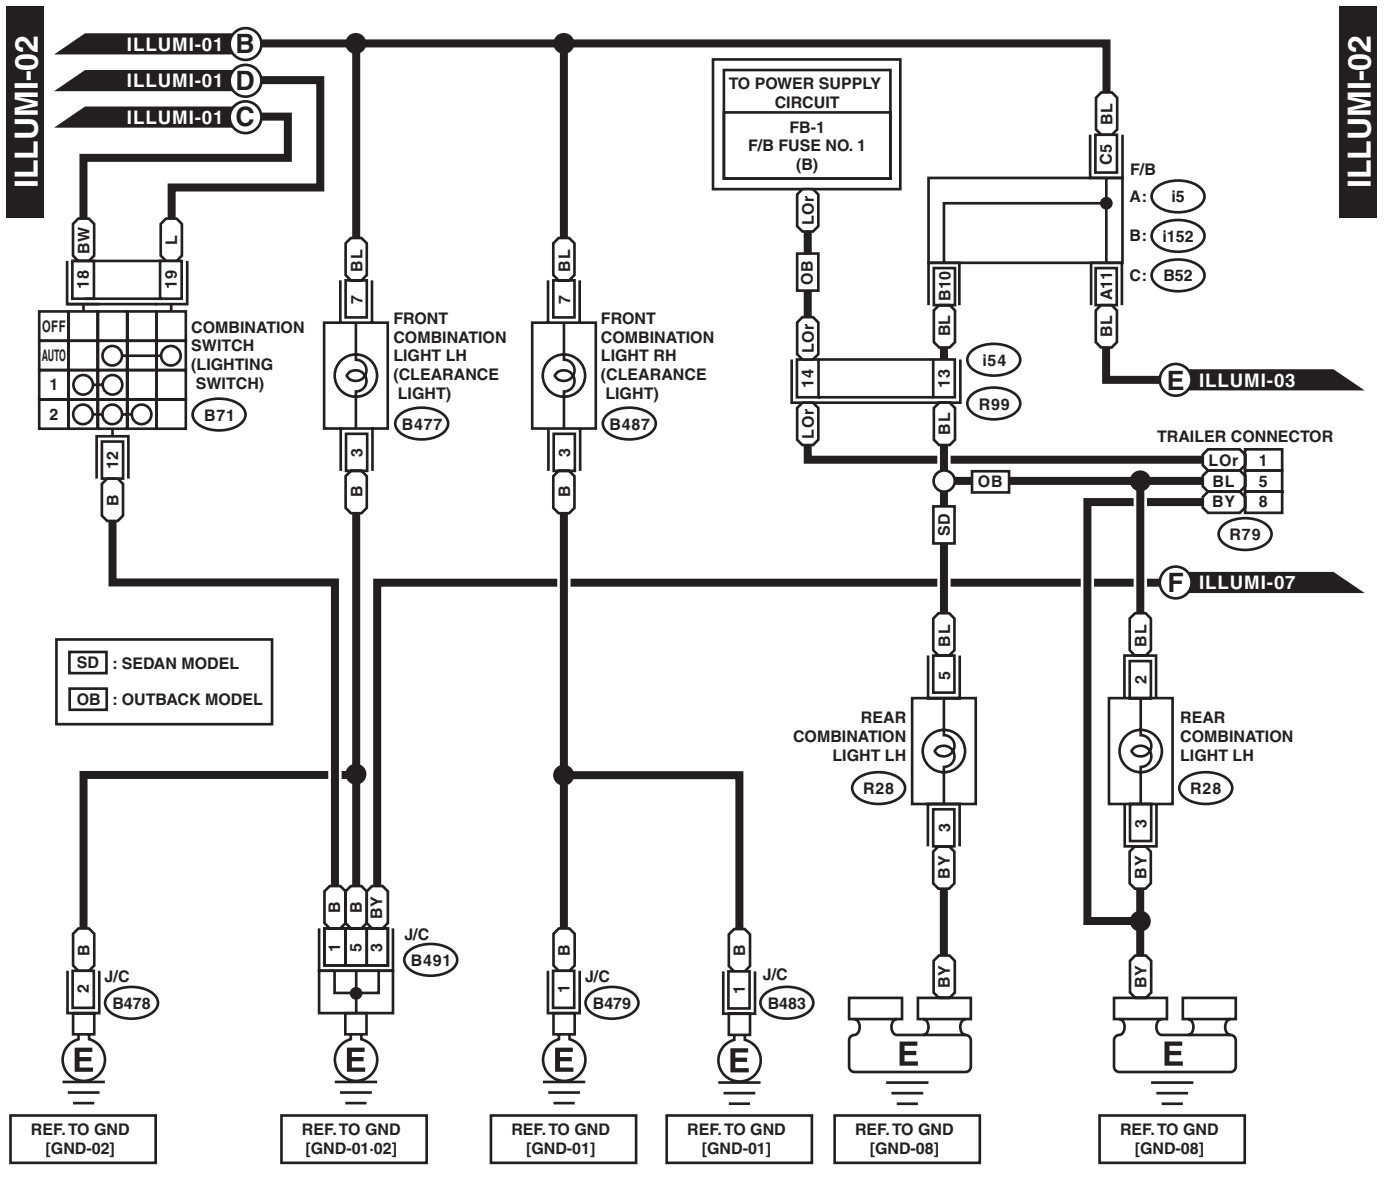 ILLUMI-02
ILLUMI-02
ILLUMI-01 B
ILLUMI-01 D
ILLUMI-01 C
TO POWER SUPPLY
CIRCUIT
FB-1
F/B FUSE NO. 1
(B)
BL
C5
F/B
A: i5
B: i152
C: B52
LOr
OB
LOr
BW
L
18
19
BL
7
BL
7
B10
A11
BL
BL
OFF
AUTO
1
2
COMBINATION
SWITCH
(LIGHTING
SWITCH)
B71
FRONT
COMBINATION
LIGHT LH
(CLEARANCE
LIGHT)
B477
FRONT
COMBINATION
LIGHT RH
(CLEARANCE
LIGHT)
B487
14
13
i54
R99
E ILLUMI-03
LOr
BL
12
B
3
B
3
B
TRAILER CONNECTOR
LOr 1
BL 5
BY 8
R79
OB
SD
F ILLUMI-07
SD : SEDAN MODEL
OB : OUTBACK MODEL
BL
5
BL
2
REAR
COMBINATION
LIGHT LH
R28
REAR
COMBINATION
LIGHT LH
R28
3
BY
3
BY
B
B
BY
1
5
3
J/C
B491
B
2
J/C
B478
B
1
J/C
B479
B
1
J/C
B483
BY
BY
E
E
E
E
E
E
REF. TO GND
[GND-02]
REF. TO GND
[GND-01·02]
REF. TO GND
[GND-01]
REF. TO GND
[GND-01]
REF. TO GND
[GND-08]
REF. TO GND
[GND-08]